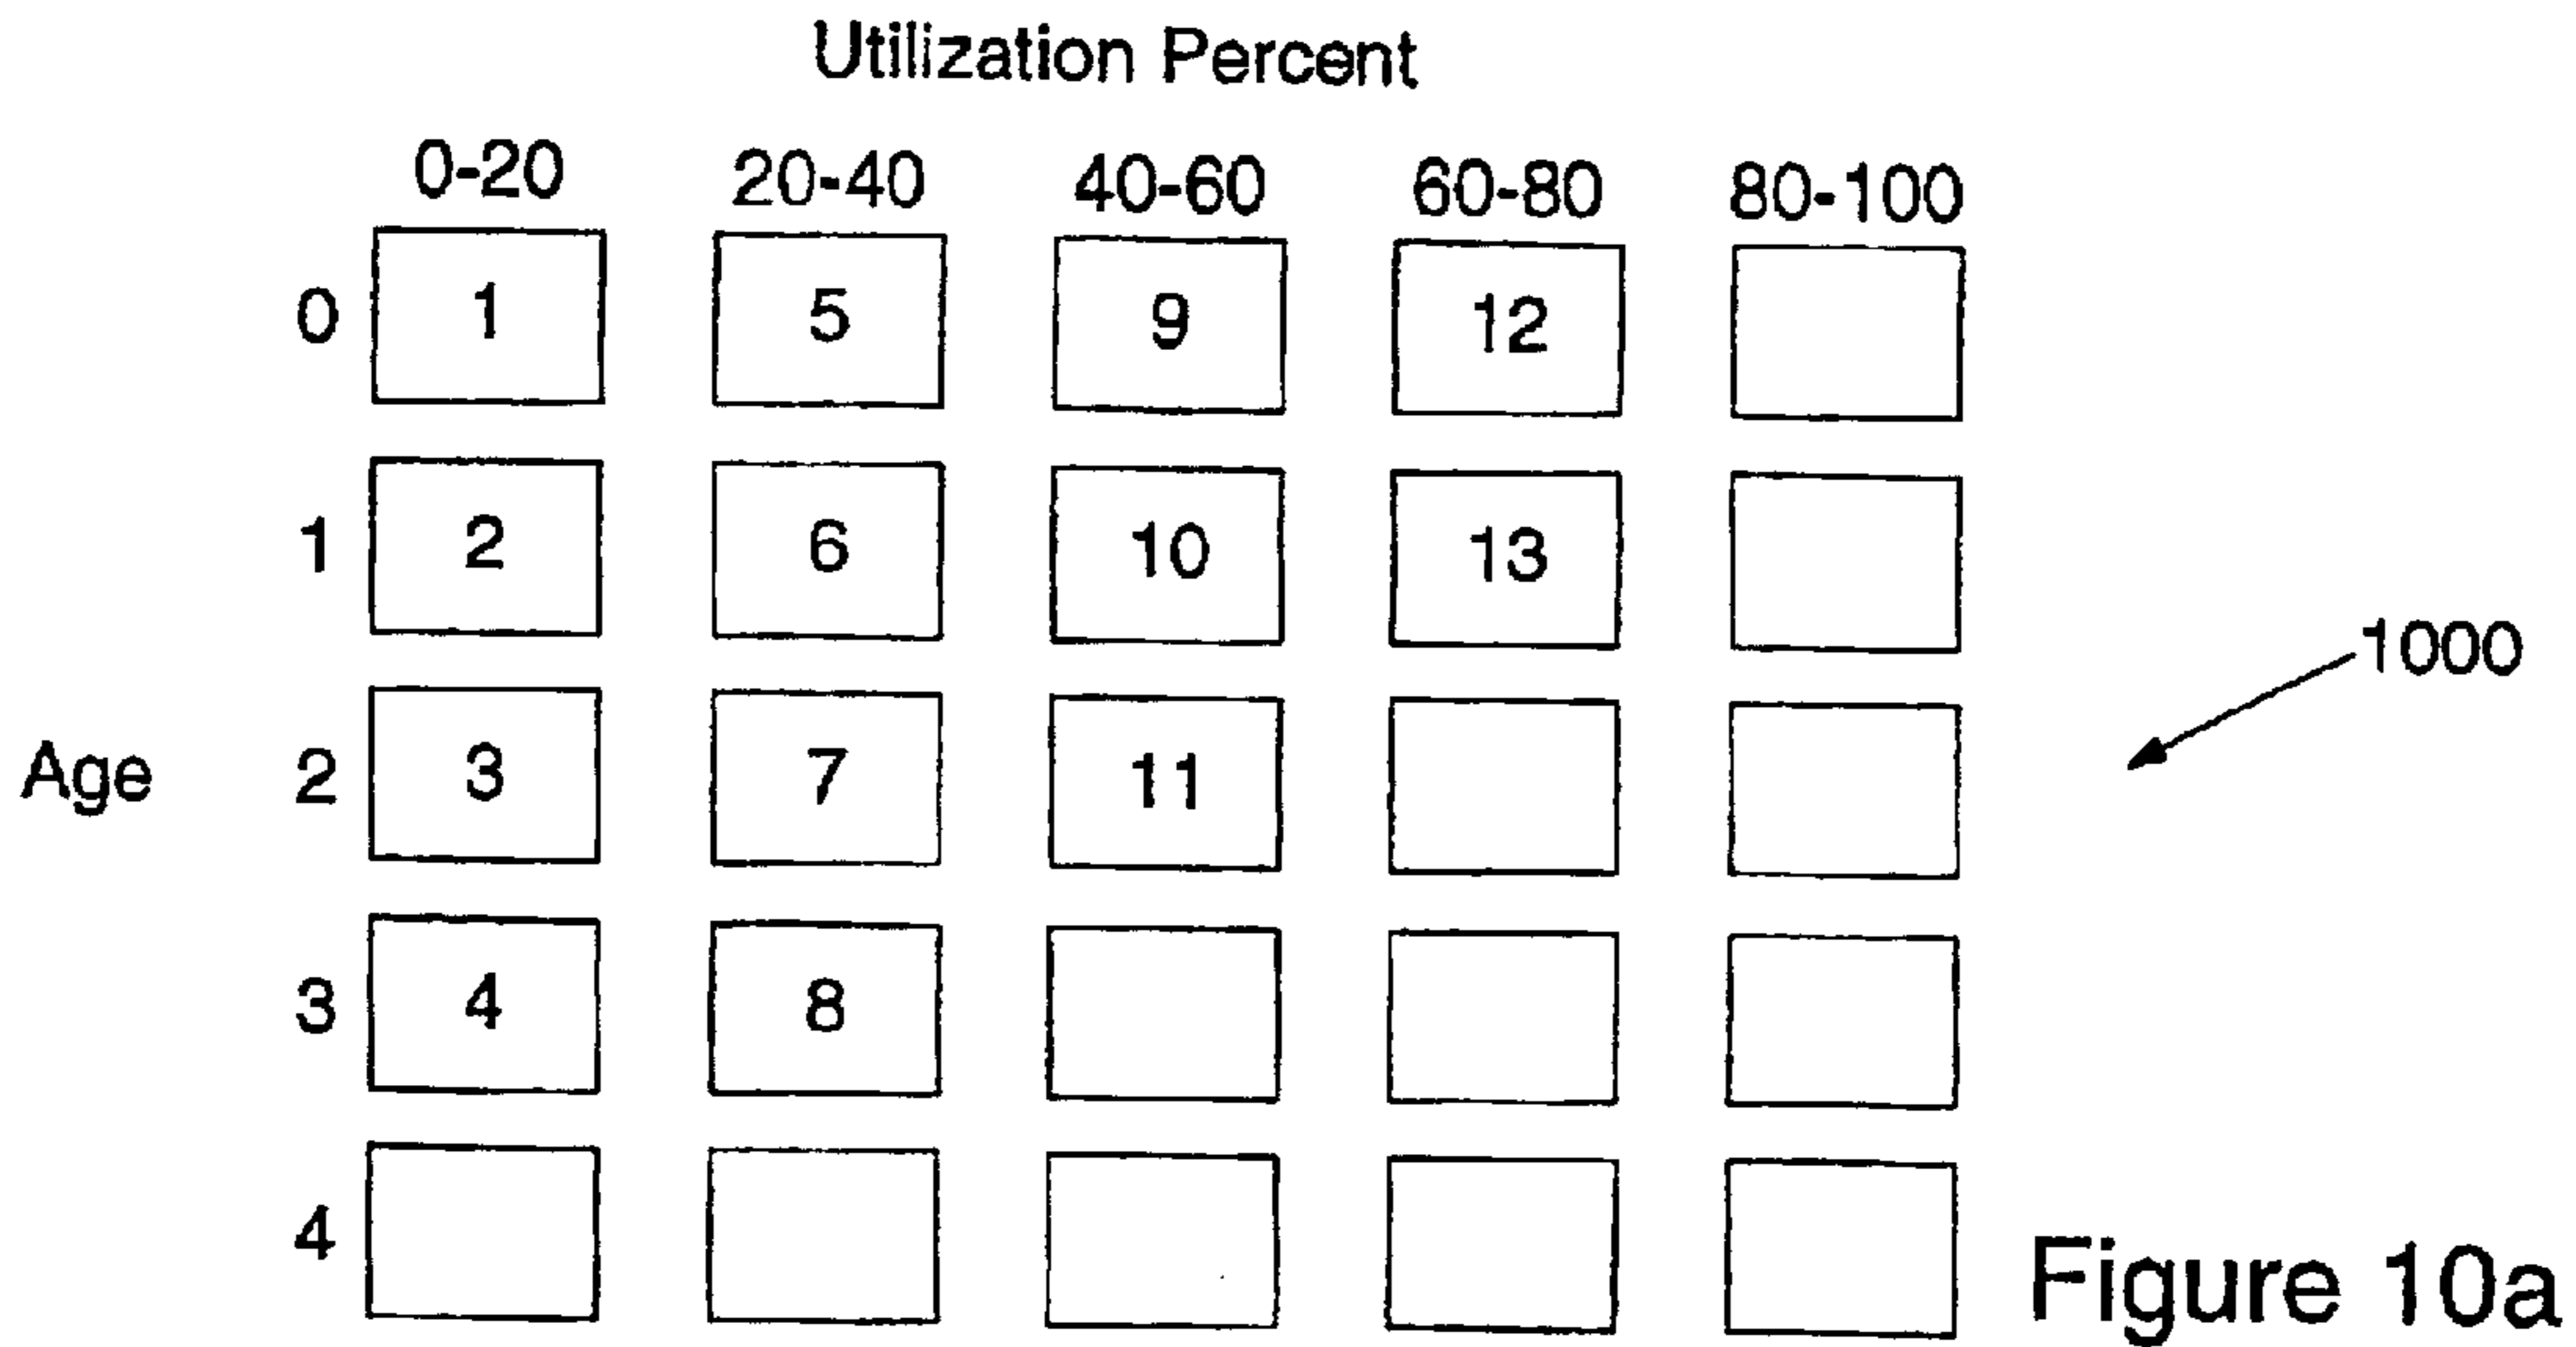 Utilization Percent
0-20 20-40 40-60 60-80 80-100
0 1 5 9 12
1 2 6 10 13
1000
Age 2 3 7 11
3 4 8
4
Figure 10a